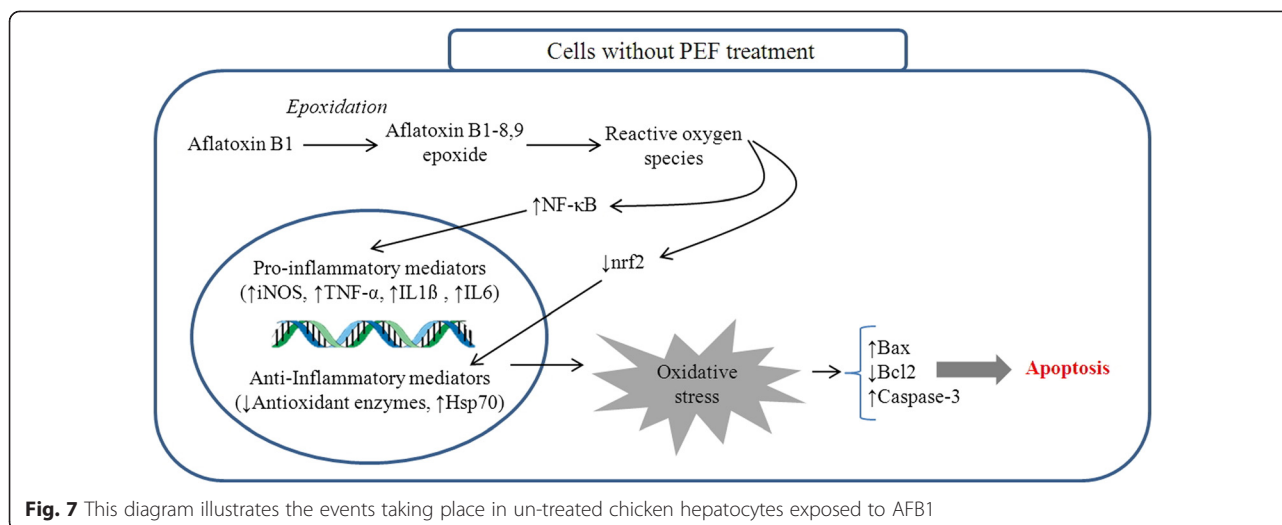 Cells without PEF treatment
Epoxidation
Aflatoxin B1
Aflatoxin B1-8,9
epoxide
Reactive oxygen
species
↑NF-κB
↓nrf2
Pro-inflammatory mediators
(↑iNOS, ↑TNF-α, ↑IL1ß , ↑IL6)
Anti-Inflammatory mediators
(↓Antioxidant enzymes, ↑Hsp70)
Oxidative
stress
↑Bax
↓Bcl2
↑Caspase-3
Apoptosis
Fig. 7 This diagram illustrates the events taking place in un-treated chicken hepatocytes exposed to AFB1